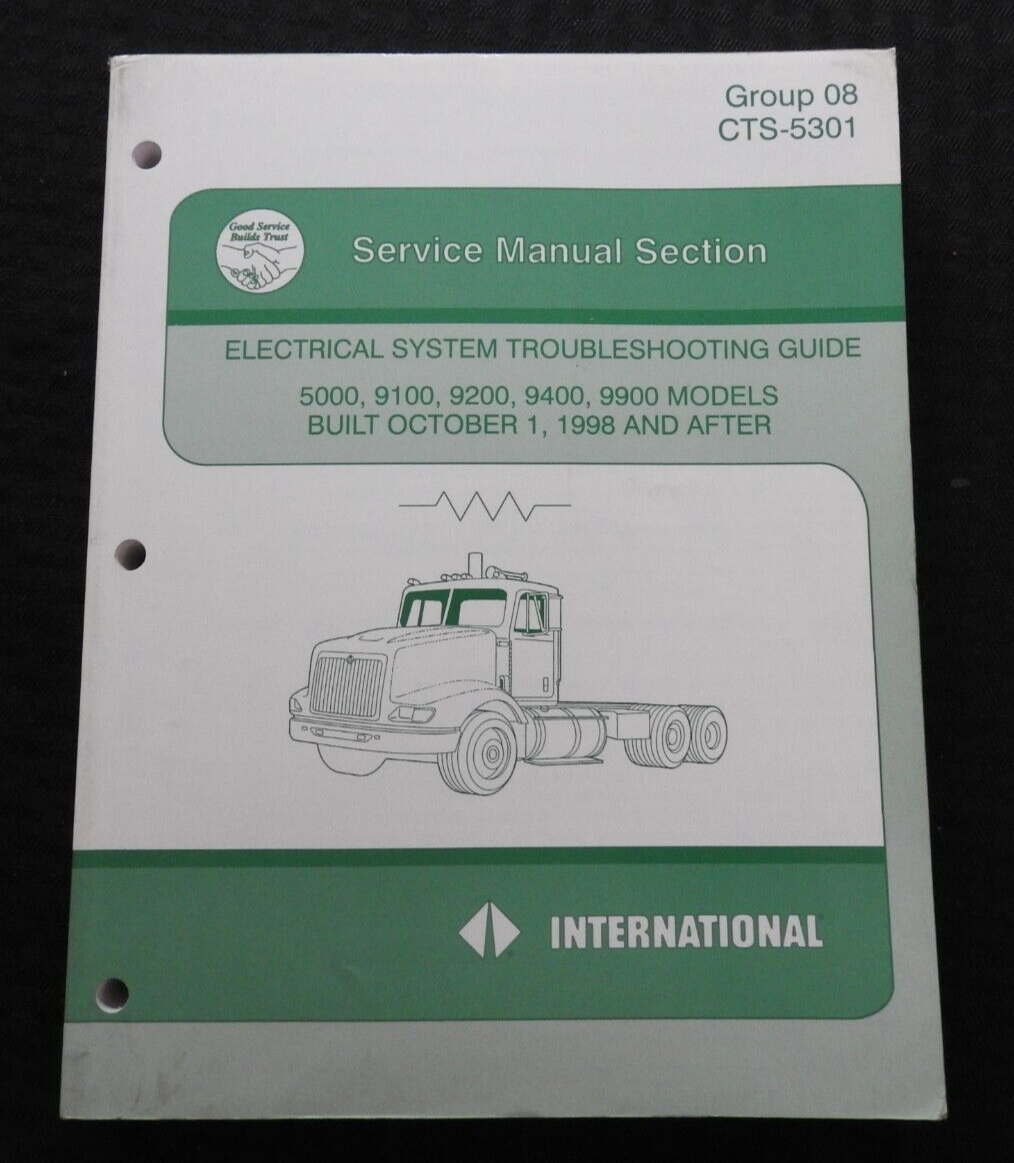 Group 08
CTS-5301
Good Service
Builds Trust
Service Manual Section
ELECTRICAL SYSTEM TROUBLESHOOTING GUIDE
5000, 9100, 9200, 9400, 9900 MODELS
BUILT OCTOBER 1, 1998 AND AFTER
INTERNATIONAL